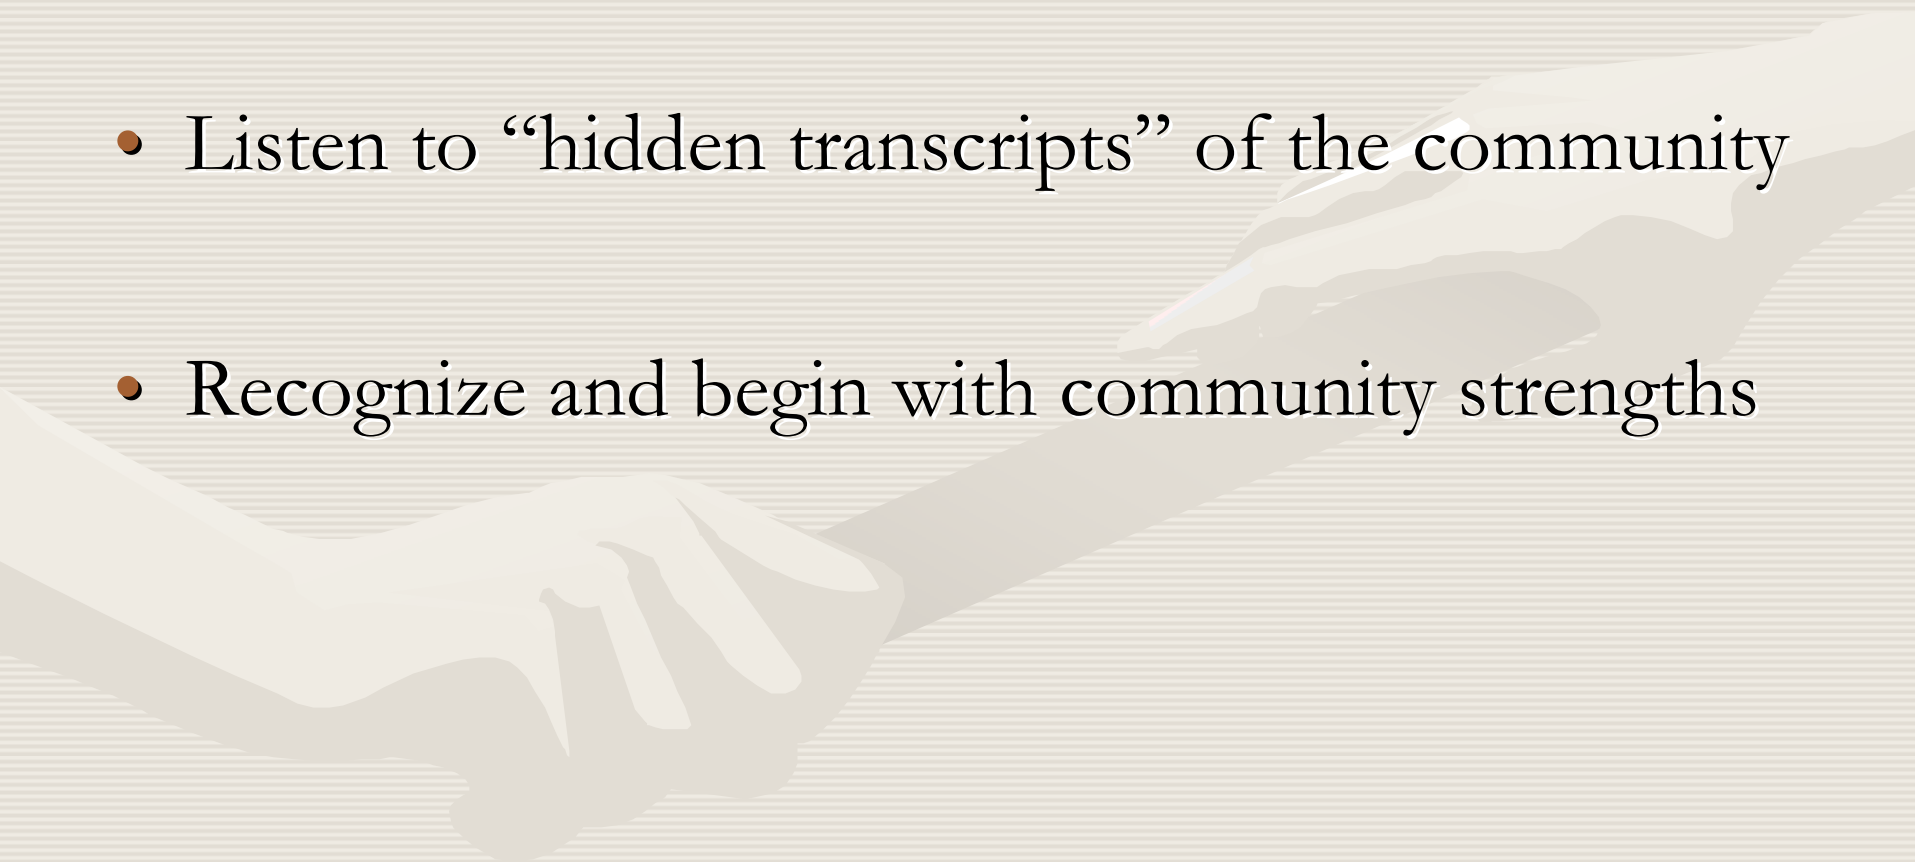 • Listen to “hidden transcripts” of the community
• Recognize and begin with community strengths